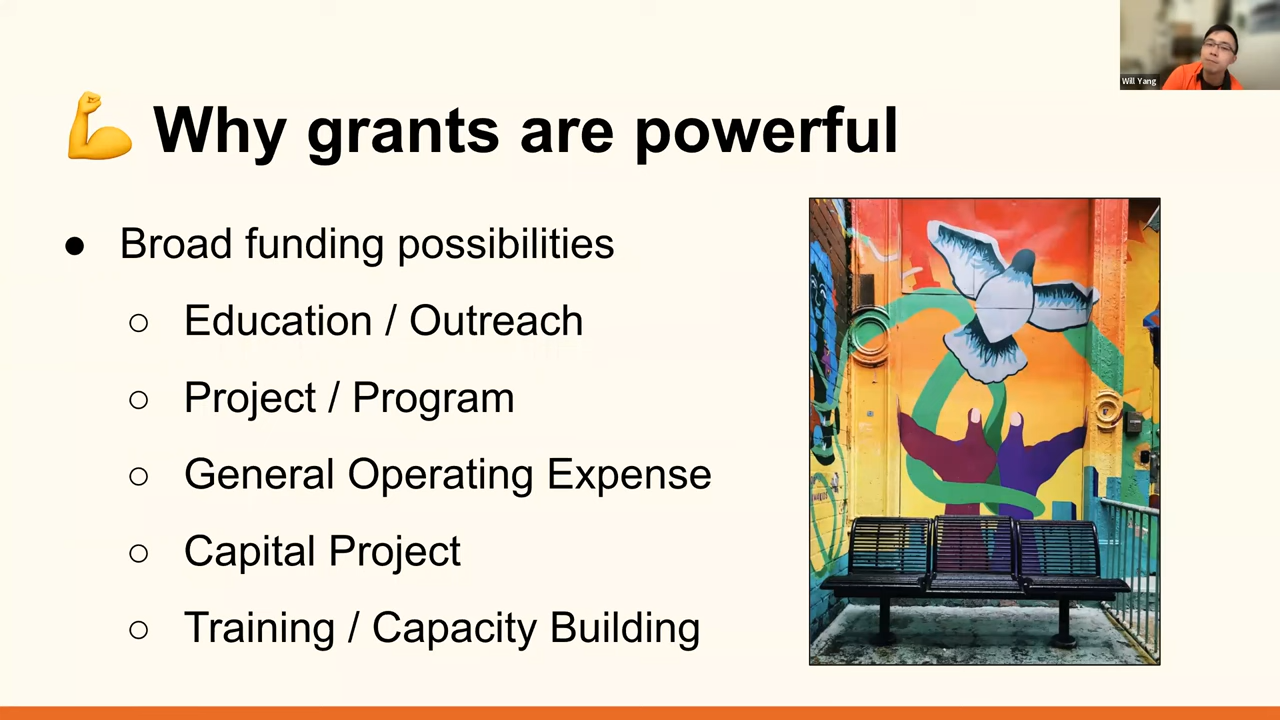 Will Yang
💪 Why grants are powerful
● Broad funding possibilities
○ Education / Outreach
○ Project / Program
○ General Operating Expense
○ Capital Project
○ Training / Capacity Building